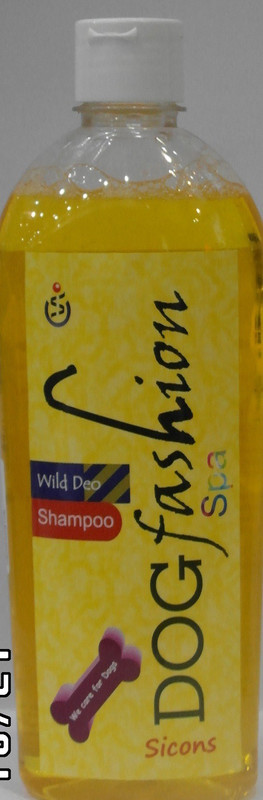 DOG fashion
Spa
Wild Deo
Shampoo
We care for Dogs
Sicons